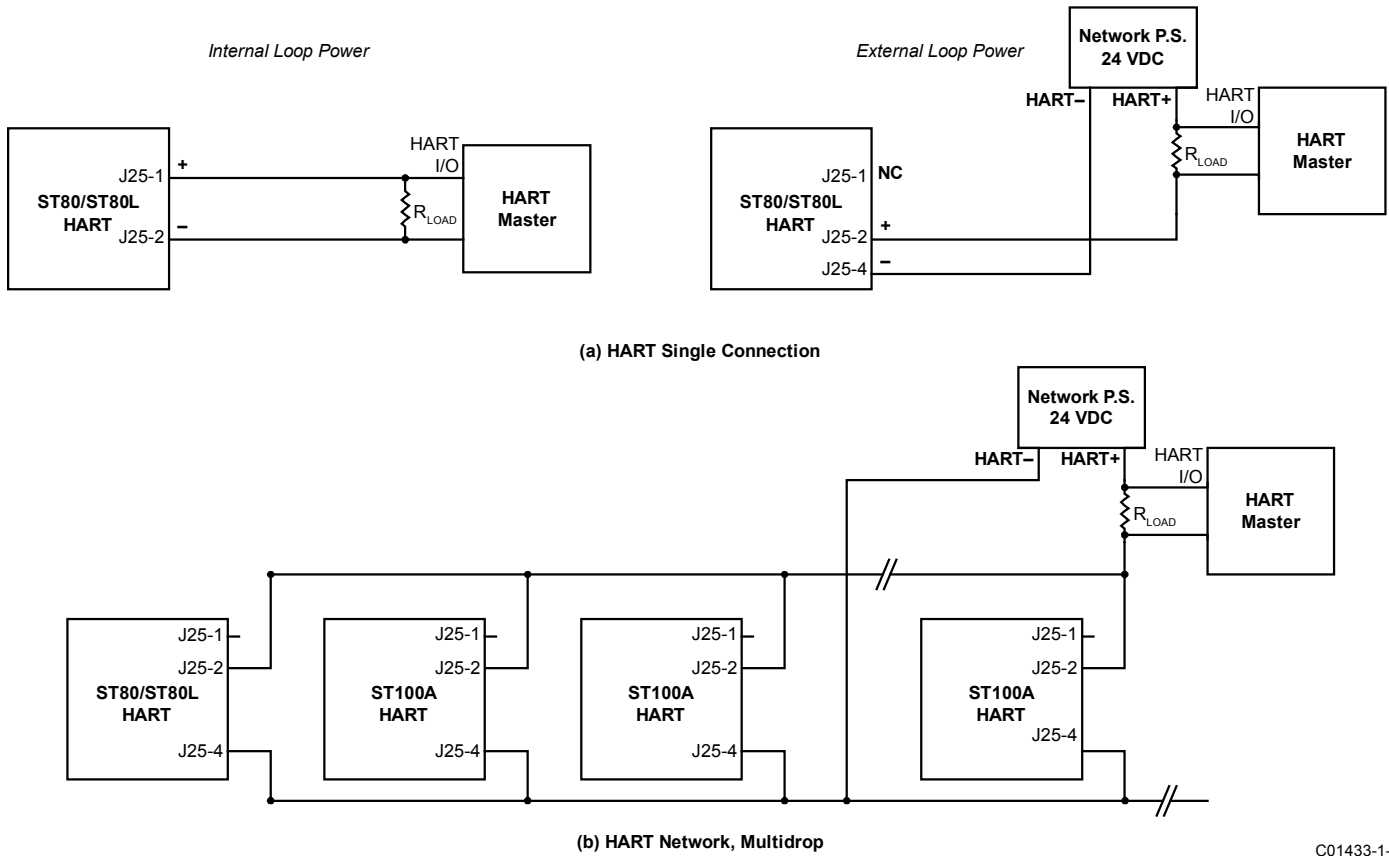 Internal Loop Power
J25-1
+
ST80/ST80L
HART
J25-2
–
HART
I/O
RLOAD
HART
Master
External Loop Power
Network P.S.
24 VDC
HART–
HART+
HART
I/O
RLOAD
HART
Master
J25-1
NC
ST80/ST80L
HART
+
J25-2
–
J25-4
(a) HART Single Connection
Network P.S.
24 VDC
HART–
HART+
HART
I/O
RLOAD
HART
Master
J25-1
J25-2
ST80/ST80L
HART
J25-4
J25-1
J25-2
ST100A
HART
J25-4
J25-1
J25-2
ST100A
HART
J25-4
J25-1
J25-2
ST100A
HART
J25-4
(b) HART Network, Multidrop
C01433-1-